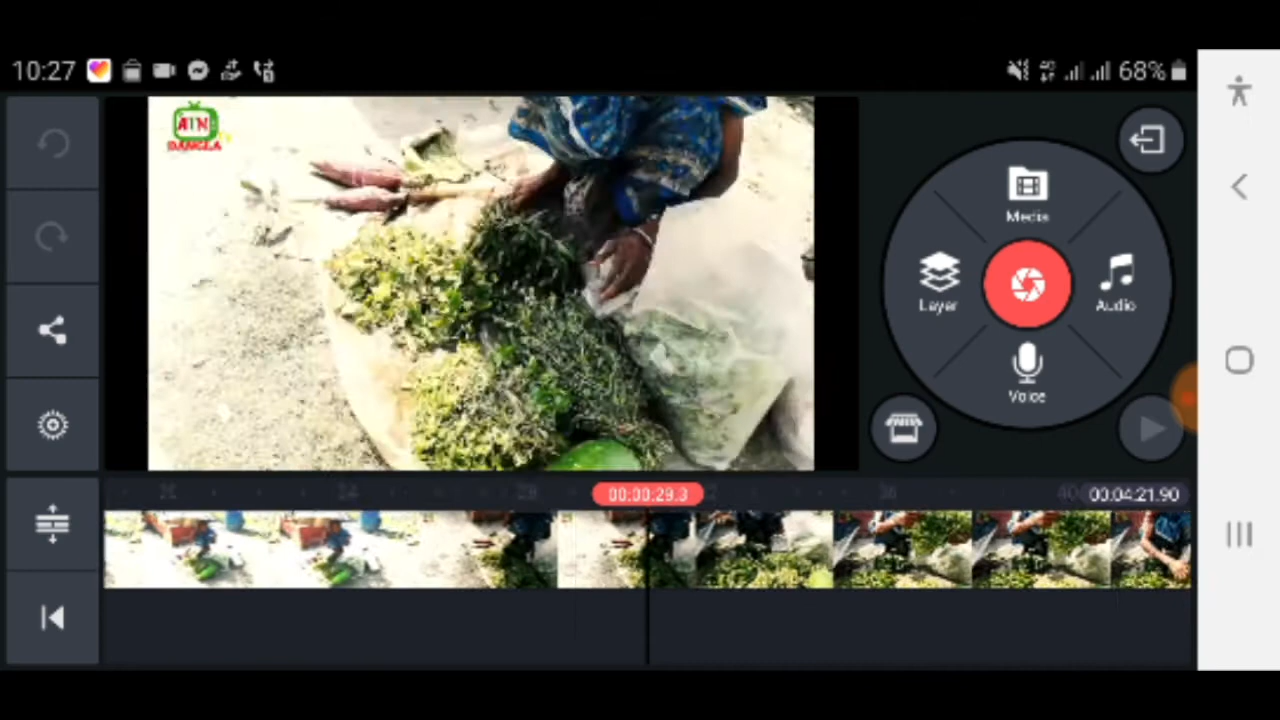 10:27
68%
ATN
BANGLA
Media
Layer
Audio
Voice
00:00:29.3
00:04:21.90